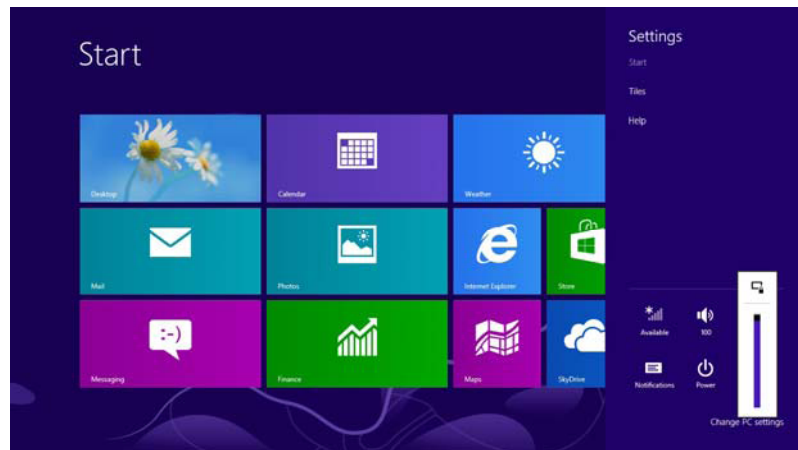 Start
Settings
Start
Tiles
Help
Desktop
Calendar
Weather
Mail
Photos
Internet Explorer
Store
Messaging
Finance
Maps
SkyDrive
Available
100
Notifications
Power
Change PC settings